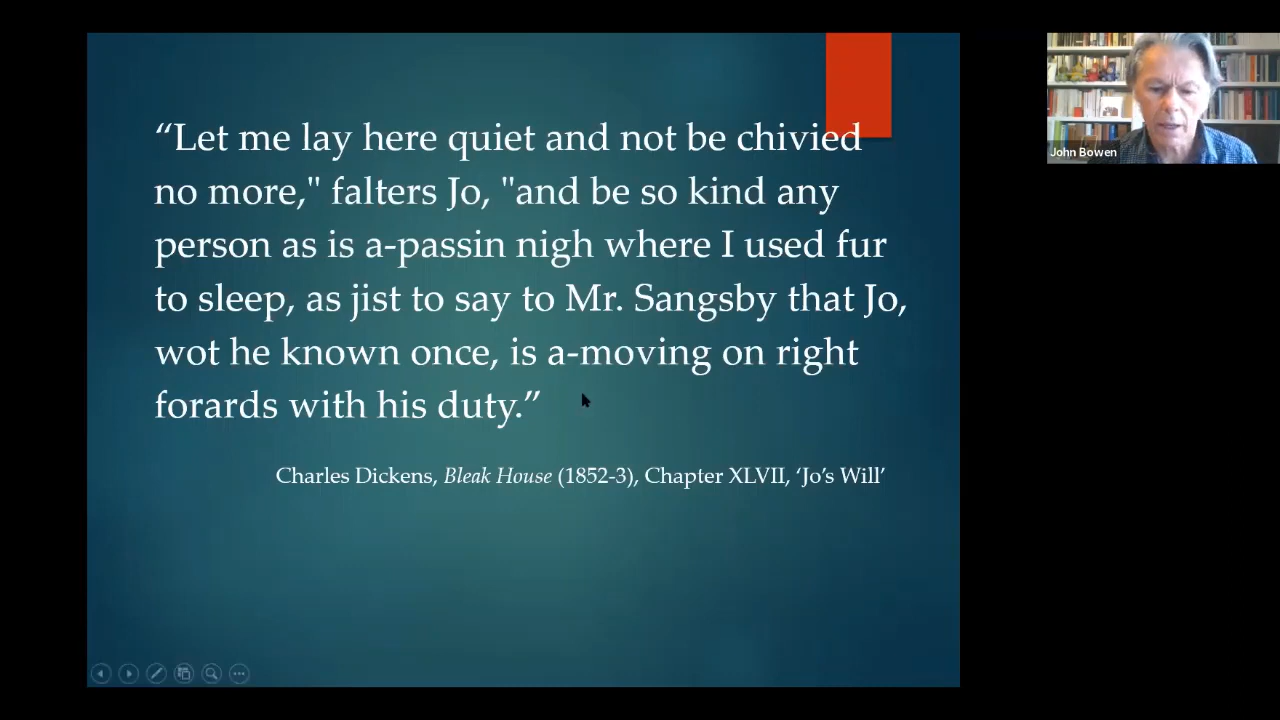 “Let me lay here quiet and not be chivied
no more," falters Jo, "and be so kind any
person as is a-passin nigh where I used fur
to sleep, as jist to say to Mr. Sangsby that Jo,
wot he known once, is a-moving on right
forards with his duty.”
Charles Dickens, Bleak House (1852-3), Chapter XLVII, ‘Jo’s Will’
John Bowen